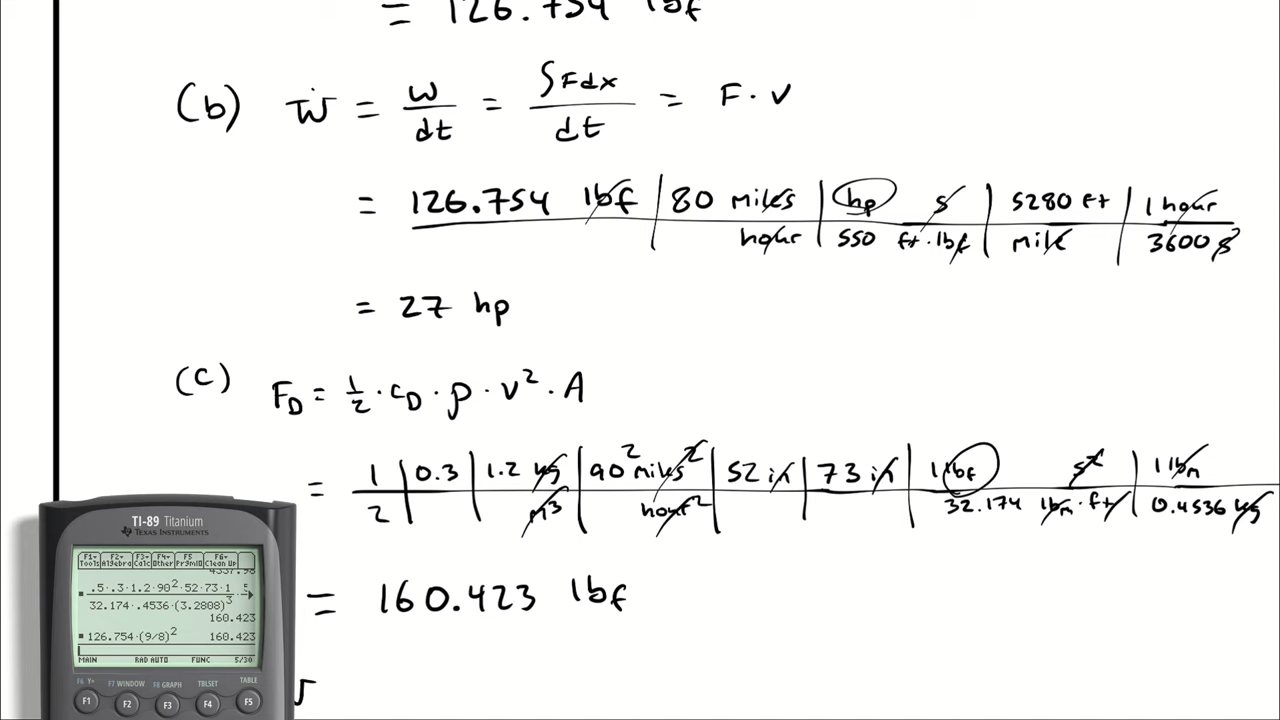 = 126.754 lbf
(b) Ẇ = W/dt = ∫Fdx/dt = F · v
= 126.754 lbf | 80 miles | hp s | 5280 ft | 1 hour
hour | 550 ft·lbf | mile | 3600 s
= 27 hp
(c) F_D = 1/2 · C_D · ρ · v² · A
= 1 | 0.3 | 1.2 kg | 90² miles² | 52 in | 73 in | 1 lbf s² | 1 lbm
2 | m³ | hour² | 32.174 lbm·ft | 0.4536 kg
= 160.423 lbf
TI-89 Titanium
TEXAS INSTRUMENTS
F1 Tools F2 Algebra F3 Calc F4 Other F5 PrgmIO F6 Clean Up
4337.98
.5·.3·1.2·90²·52·73·1·5
32.174·.4536·(3.2808)³
160.423
126.754·(9/8)² 160.423
MAIN RAD AUTO FUNC 5/30
F6 Y= F7 WINDOW F8 GRAPH TBLSET TABLE
F1 F2 F3 F4 F5